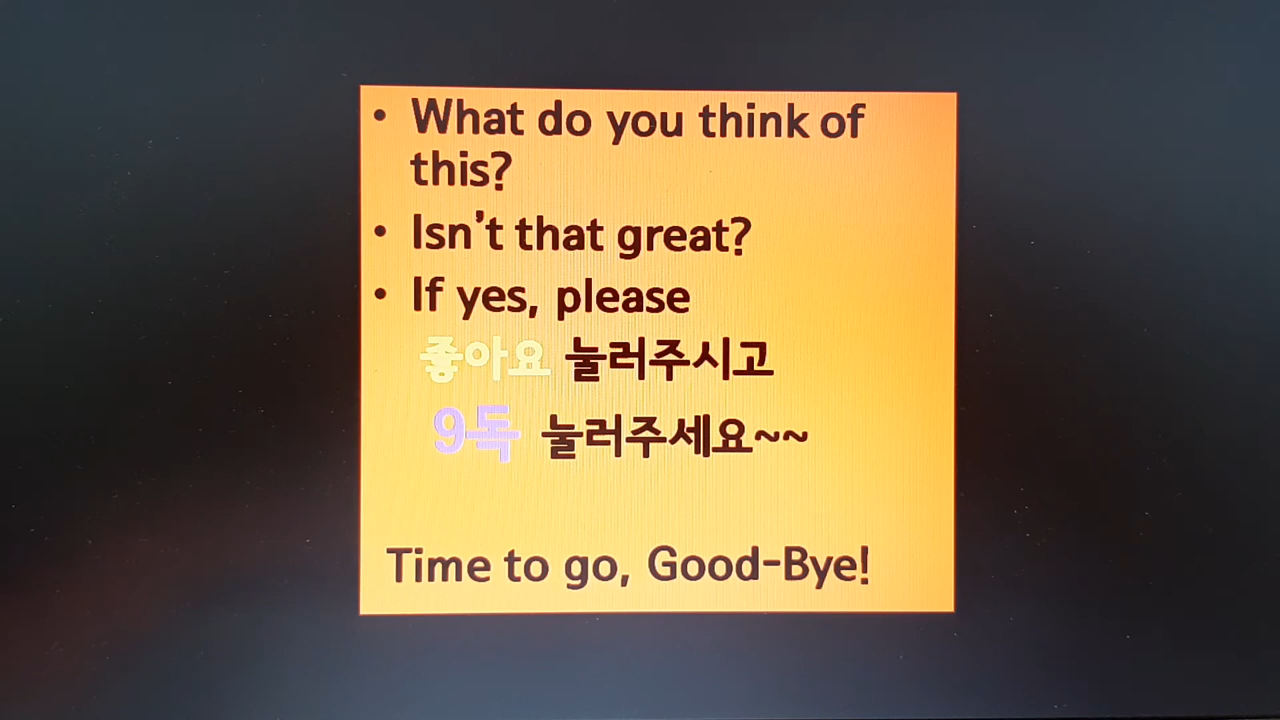 • What do you think of
this?
• Isn't that great?
• If yes, please
좋아요 눌러주시고
9독 눌러주세요~~
Time to go, Good-Bye!